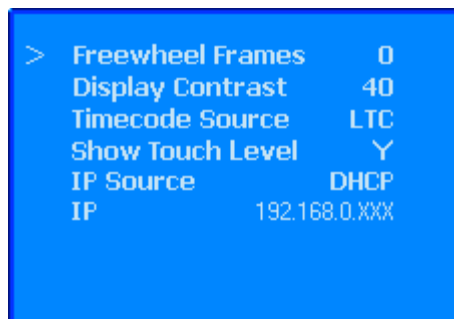 > Freewheel Frames 0
Display Contrast 40
Timecode Source LTC
Show Touch Level Y
IP Source DHCP
IP 192.168.0.XXX